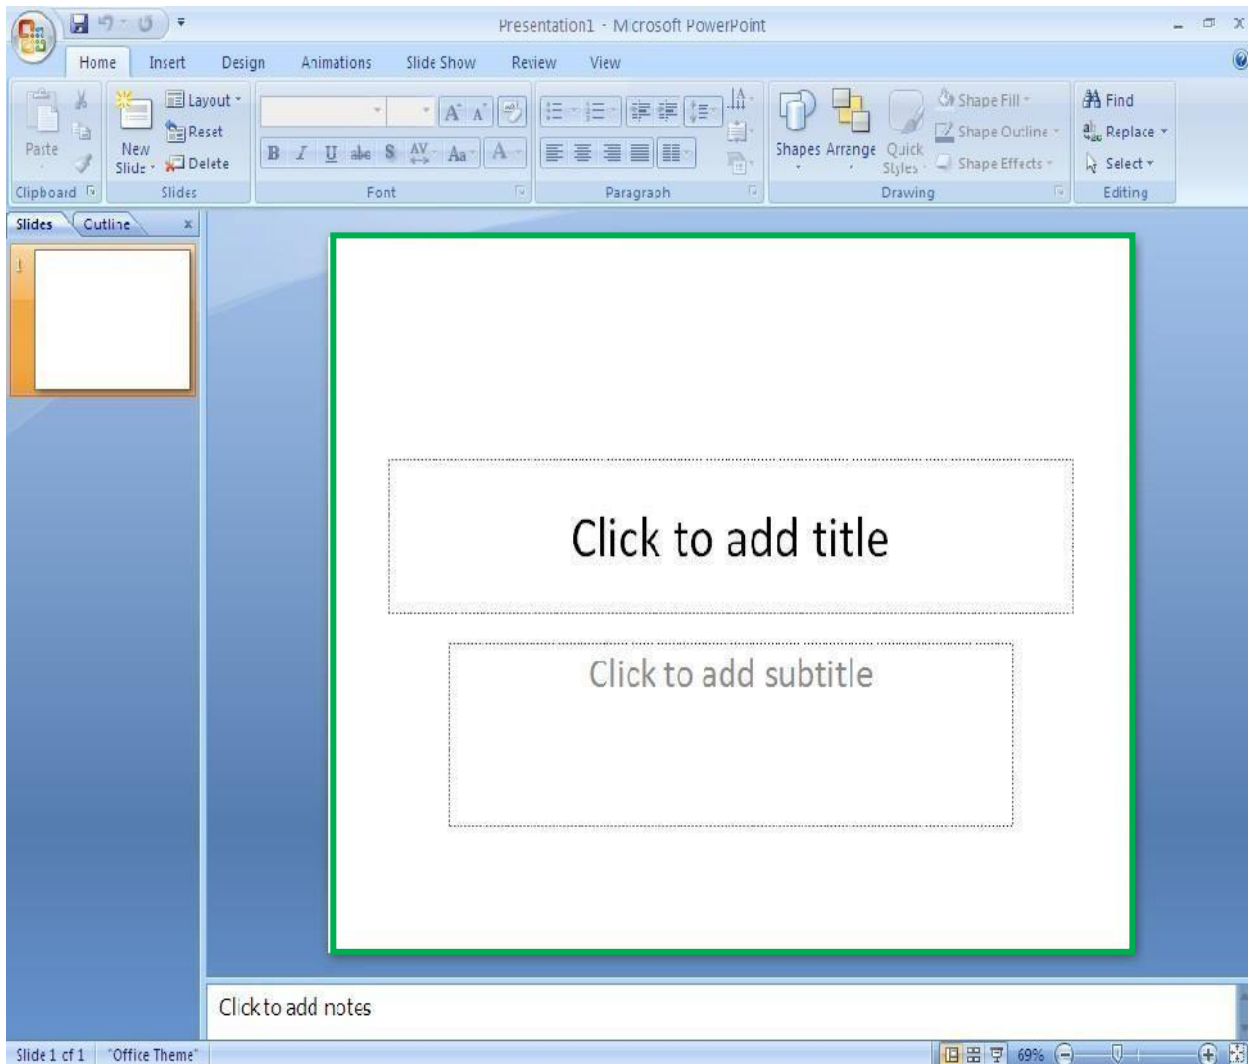 Presentation1 - Microsoft PowerPoint
Home Insert Design Animations Slide Show Review View
Paste
New Slide
Layout
Reset
Delete
B I U abc S AV Aa A
A A
Shapes Arrange Quick Styles
Shape Fill
Shape Outline
Shape Effects
Find
Replace
Select
Clipboard Slides Font Paragraph Drawing Editing
Slides Outline x
1
Click to add title
Click to add subtitle
Click to add notes
Slide 1 of 1 "Office Theme" 69%